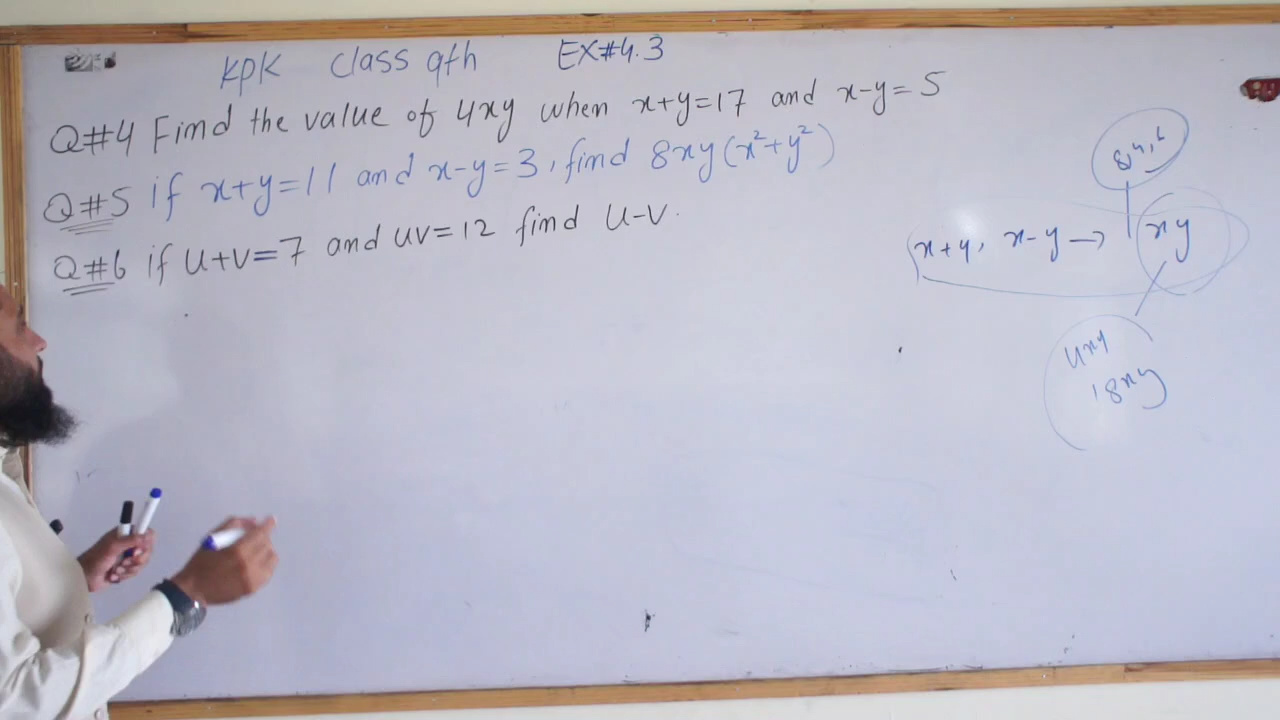 KPK Class 9th EX#4.3
Q#4 Find the value of 4xy when x+y=17 and x-y=5
Q#5 if x+y=11 and x-y=3, find 8xy(x²+y²)
Q#6 if u+v=7 and uv=12 find u-v.
x+y, x-y → xy
4xy
18xy